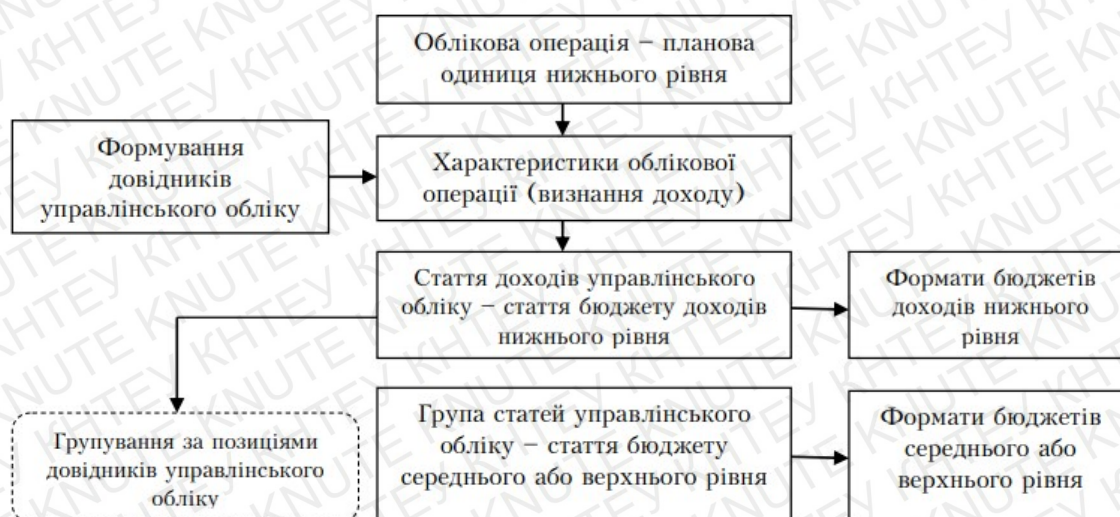 Облікова операція – планова
одиниця нижнього рівня
Формування
довідників
управлінського обліку
Характеристики облікової
операції (визнання доходу)
Стаття доходів управлінського
обліку – стаття бюджету доходів
нижнього рівня
Формати бюджетів
доходів нижнього
рівня
Групування за позиціями
довідників управлінського
обліку
Група статей управлінського
обліку – стаття бюджету
середнього або верхнього рівня
Формати бюджетів
середнього або
верхнього рівня
KNUTE КНТЕУ